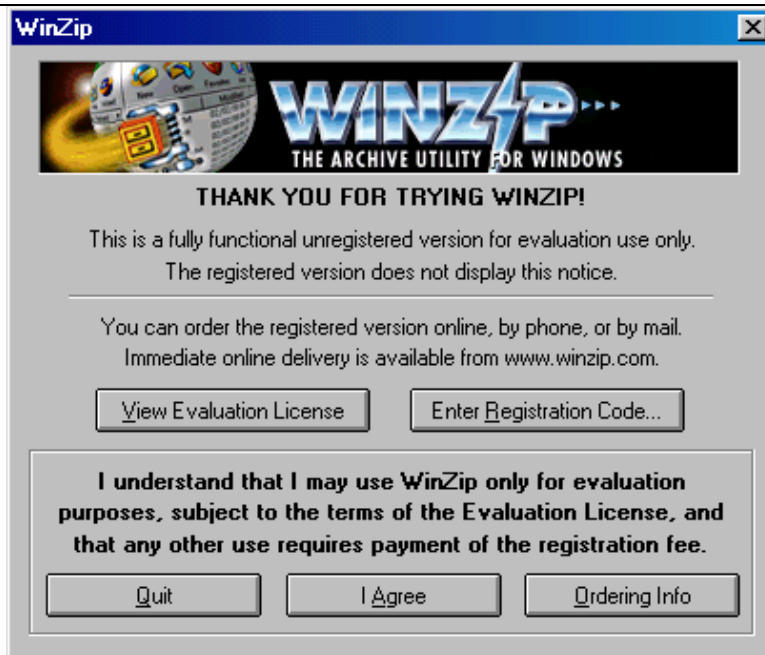 WinZip
WINZIP
THE ARCHIVE UTILITY FOR WINDOWS
THANK YOU FOR TRYING WINZIP!
This is a fully functional unregistered version for evaluation use only.
The registered version does not display this notice.
You can order the registered version online, by phone, or by mail.
Immediate online delivery is available from www.winzip.com.
View Evaluation License
Enter Registration Code...
I understand that I may use WinZip only for evaluation
purposes, subject to the terms of the Evaluation License, and
that any other use requires payment of the registration fee.
Quit
I Agree
Ordering Info